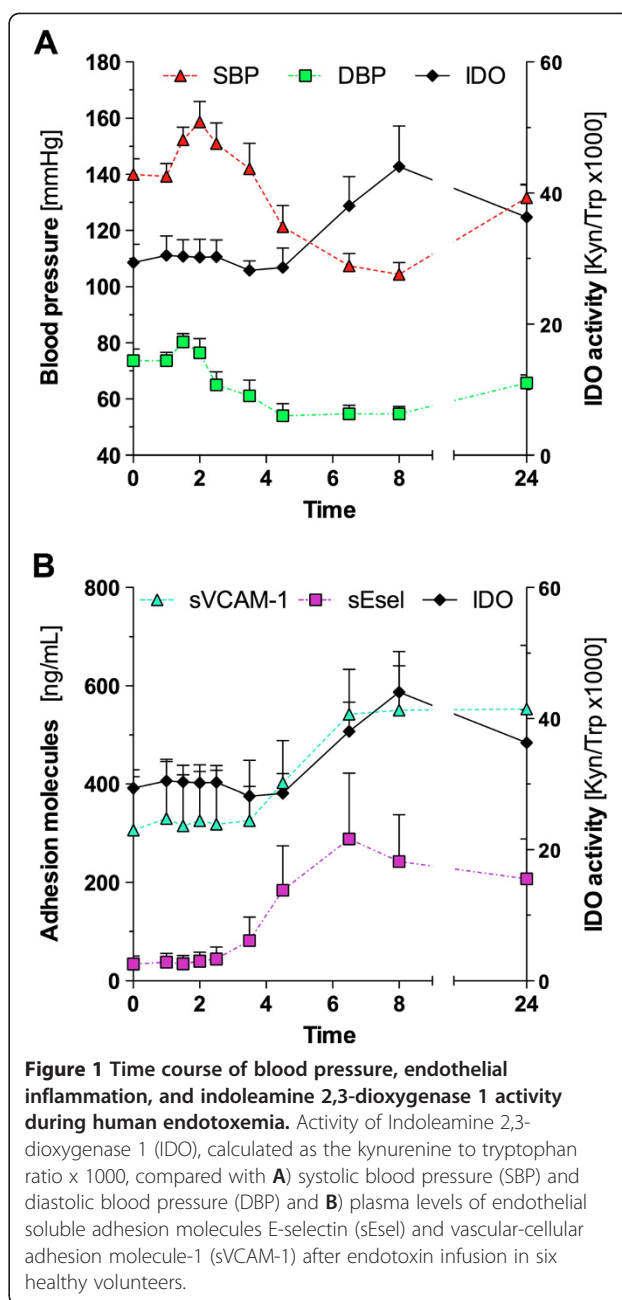 A
SBP DBP IDO
180
160
140
120
100
80
60
40
Blood pressure [mmHg]
60
40
20
0
IDO activity [Kyn/Trp x1000]
0 2 4 6 8 24
Time
B
sVCAM-1 sEsel IDO
800
600
400
200
0
Adhesion molecules [ng/mL]
60
40
20
0
IDO activity [Kyn/Trp x1000]
0 2 4 6 8 24
Time
Figure 1 Time course of blood pressure, endothelial
inflammation, and indoleamine 2,3-dioxygenase 1 activity
during human endotoxemia. Activity of Indoleamine 2,3-
dioxygenase 1 (IDO), calculated as the kynurenine to tryptophan
ratio x 1000, compared with A) systolic blood pressure (SBP) and
diastolic blood pressure (DBP) and B) plasma levels of endothelial
soluble adhesion molecules E-selectin (sEsel) and vascular-cellular
adhesion molecule-1 (sVCAM-1) after endotoxin infusion in six
healthy volunteers.